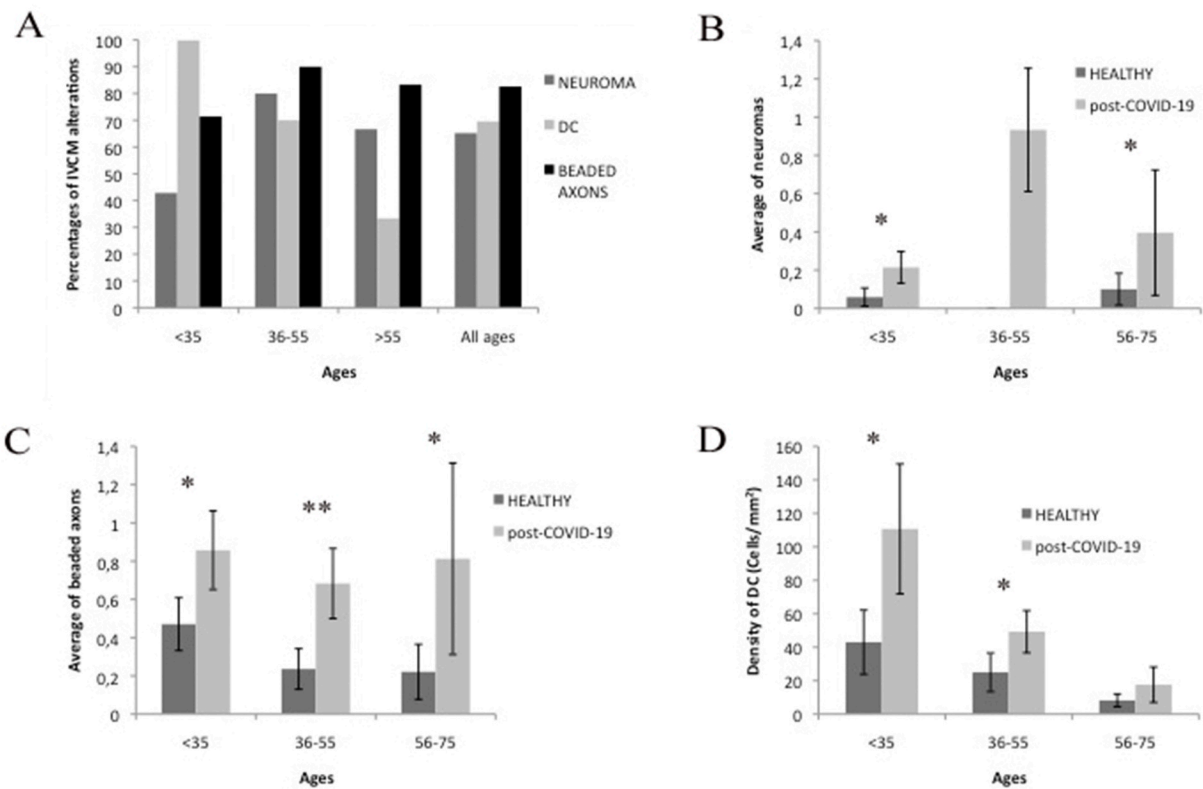 A
Percentages of IVCM alterations
100
90
80
70
60
50
40
30
20
10
0
<35
36-55
>55
All ages
Ages
NEUROMA
DC
BEADED
AXONS
B
Average of neuromas
1,4
1,2
1
0,8
0,6
0,4
0,2
0
*
*
<35
36-55
56-75
Ages
HEALTHY
post-COVID-19
C
Average of beaded axons
1,4
1,2
1
0,8
0,6
0,4
0,2
0
*
**
*
<35
36-55
56-75
Ages
HEALTHY
post-COVID-19
D
Density of DC (Cells/mm²)
160
140
120
100
80
60
40
20
0
*
*
<35
36-55
56-75
Ages
HEALTHY
post-COVID-19